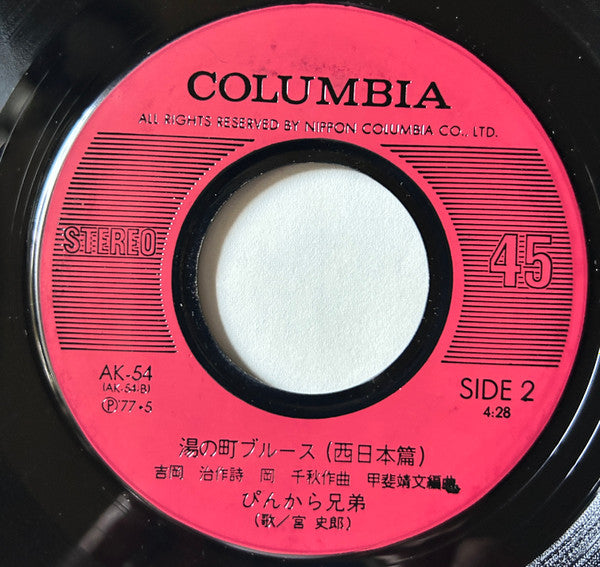 COLUMBIA
ALL RIGHTS RESERVED BY NIPPON COLUMBIA CO., LTD.
STEREO
45
AK-54
(AK-54-B)
Ⓟ'77・5
SIDE 2
4:28
湯の町ブルース(西日本篇)
吉岡 治作詩 岡 千秋作曲 甲斐靖文編曲
ぴんから兄弟
(歌/宮 史郎)